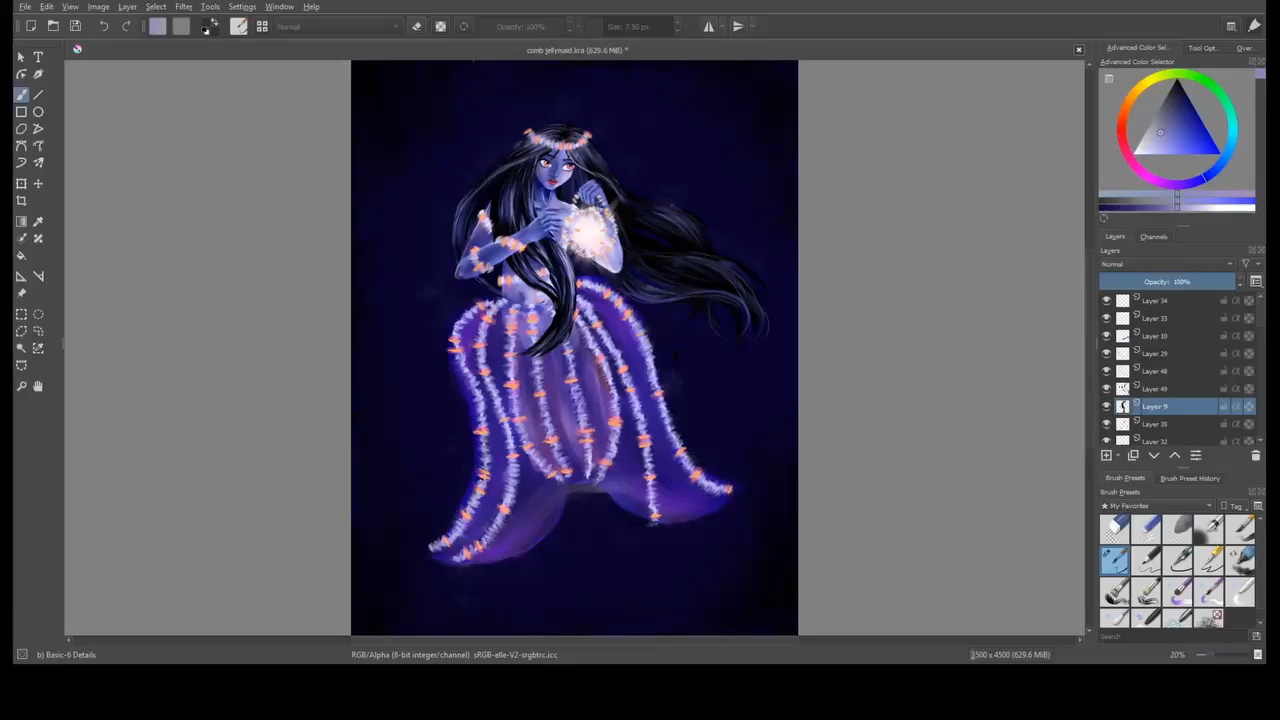 File Edit View Image Layer Select Filter Tools Settings Window Help
Normal Opacity: 100% Size: 7.50 px
comb jellymaid.kra (629.6 MiB) *
Advanced Color Sel... Tool Opt... Over...
Advanced Color Selector
Layers Channels
Layers
Normal
Opacity: 100%
Layer 34
Layer 33
Layer 10
Layer 29
Layer 48
Layer 49
Layer 9
Layer 35
Layer 32
Brush Presets Brush Preset History
Brush Presets
My Favorites Tag
Search
b) Basic-6 Details RGB/Alpha (8-bit integer/channel) sRGB-elle-V2-srgbtrc.icc 500 x 4500 (629.6 MiB) 20%